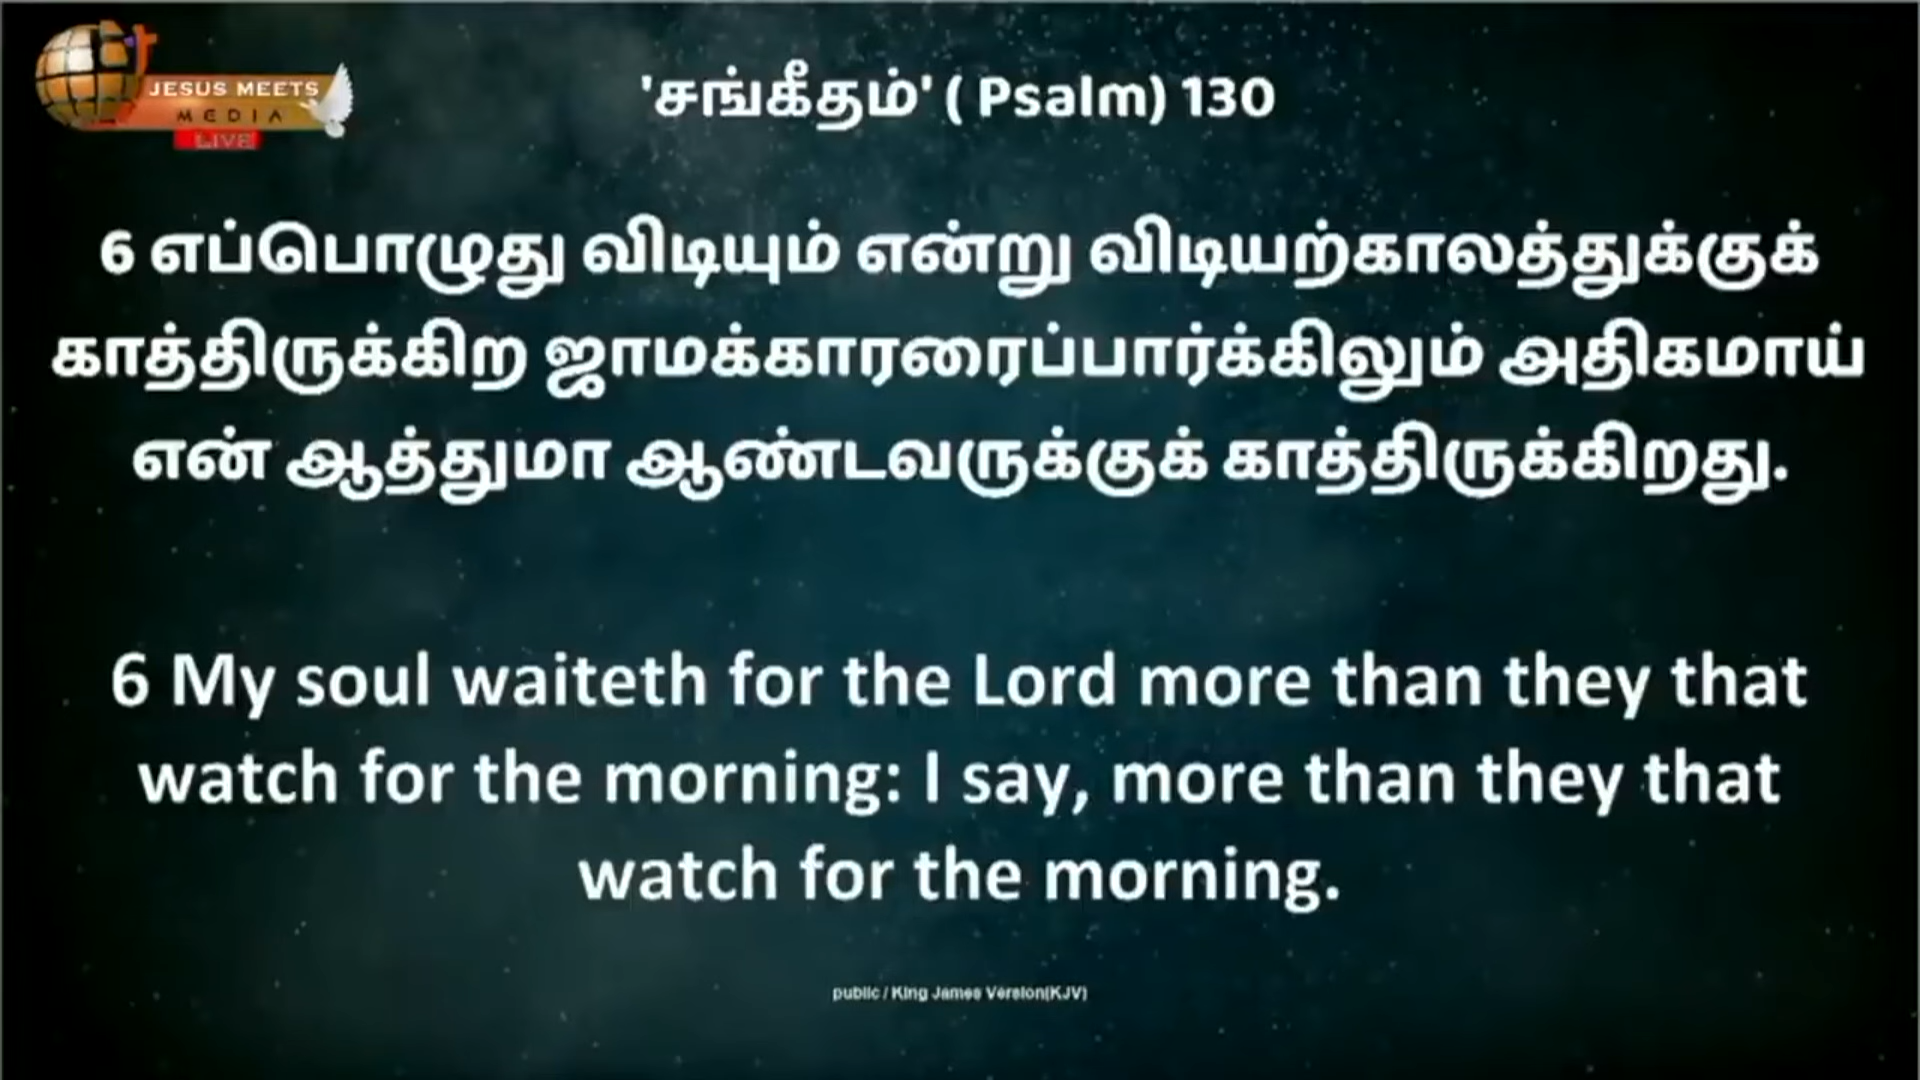 JESUS MEETS
MEDIA
LIVE
'சங்கீதம்' ( Psalm) 130
6 எப்பொழுது விடியும் என்று விடியற்காலத்துக்குக்
காத்திருக்கிற ஜாமக்காரரைப்பார்க்கிலும் அதிகமாய்
என் ஆத்துமா ஆண்டவருக்குக் காத்திருக்கிறது.
6 My soul waiteth for the Lord more than they that
watch for the morning: I say, more than they that
watch for the morning.
public / King James Version(KJV)